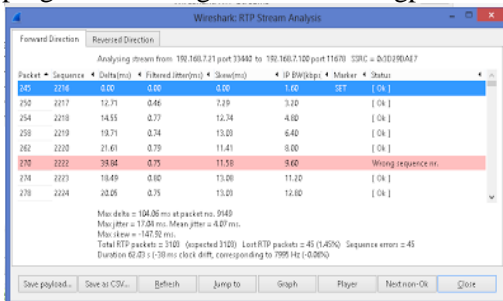 Wireshark: RTP Stream Analysis
Forward Direction Reversed Direction
Analysing stream from 192.168.7.21 port 33440 to 192.168.7.100 port 11678 SSRC = 0x3D29DAE7
Packet Sequence Delta(ms) Filtered Jitter(ms) Skew(ms) IP BW(kbps) Marker Status
245 2216 0.00 0.00 0.00 1.60 SET [ Ok ]
250 2217 12.71 0.46 7.29 3.20 [ Ok ]
254 2218 14.55 0.77 12.74 4.80 [ Ok ]
258 2219 19.71 0.74 13.03 6.40 [ Ok ]
262 2220 21.61 0.79 11.41 8.00 [ Ok ]
270 2222 39.84 0.75 11.58 9.60 Wrong sequence nr.
274 2223 18.49 0.80 13.08 11.20 [ Ok ]
278 2224 20.05 0.75 13.03 12.80 [ Ok ]
Max delta = 104.06 ms at packet no. 9149
Max jitter = 17.04 ms. Mean jitter = 4.07 ms.
Max skew = -147.92 ms.
Total RTP packets = 3103 (expected 3103) Lost RTP packets = 45 (1.45%) Sequence errors = 45
Duration 62.03 s (-38 ms clock drift, corresponding to 7995 Hz (-0.06%)
Save payload... Save as CSV... Refresh Jump to Graph Player Next non-Ok Close